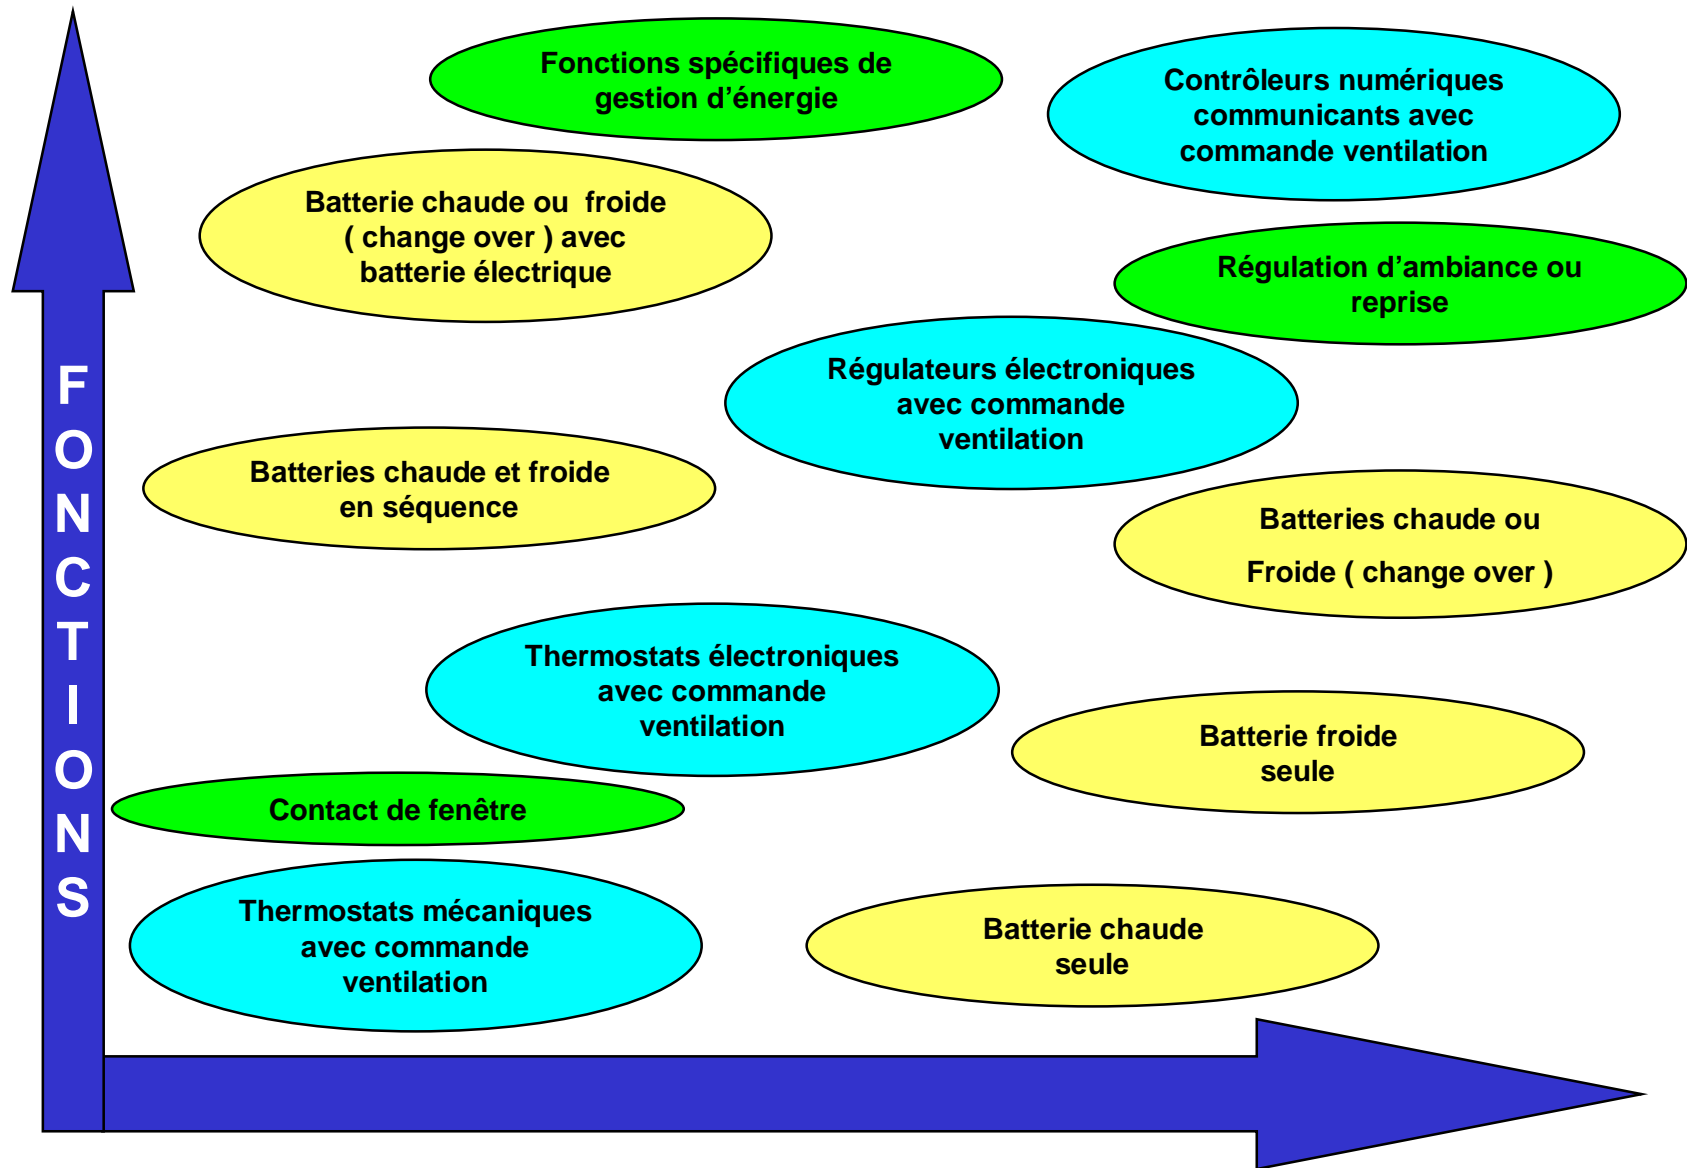 Fonctions spécifiques de
gestion d’énergie
Contrôleurs numériques
communicants avec
commande ventilation
Batterie chaude ou  froide
( change over ) avec
batterie électrique
Régulation d’ambiance ou
reprise
Régulateurs électroniques
avec commande
ventilation
FONCTIONS
Batteries chaude et froide
en séquence
Batteries chaude ou
Froide ( change over )
Thermostats électroniques
avec commande
ventilation
Batterie froide
seule
Contact de fenêtre
Thermostats mécaniques
avec commande
ventilation
Batterie chaude
seule